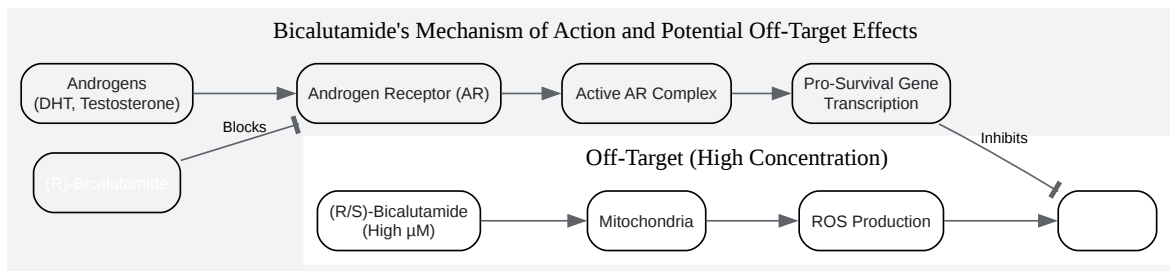 Bicalutamide's Mechanism of Action and Potential Off-Target Effects
Androgens
(DHT, Testosterone)
Androgen Receptor (AR)
Active AR Complex
Pro-Survival Gene
Transcription
Blocks
Inhibits
(R)-Bicalutamide
Off-Target (High Concentration)
(R/S)-Bicalutamide
(High µM)
Mitochondria
ROS Production